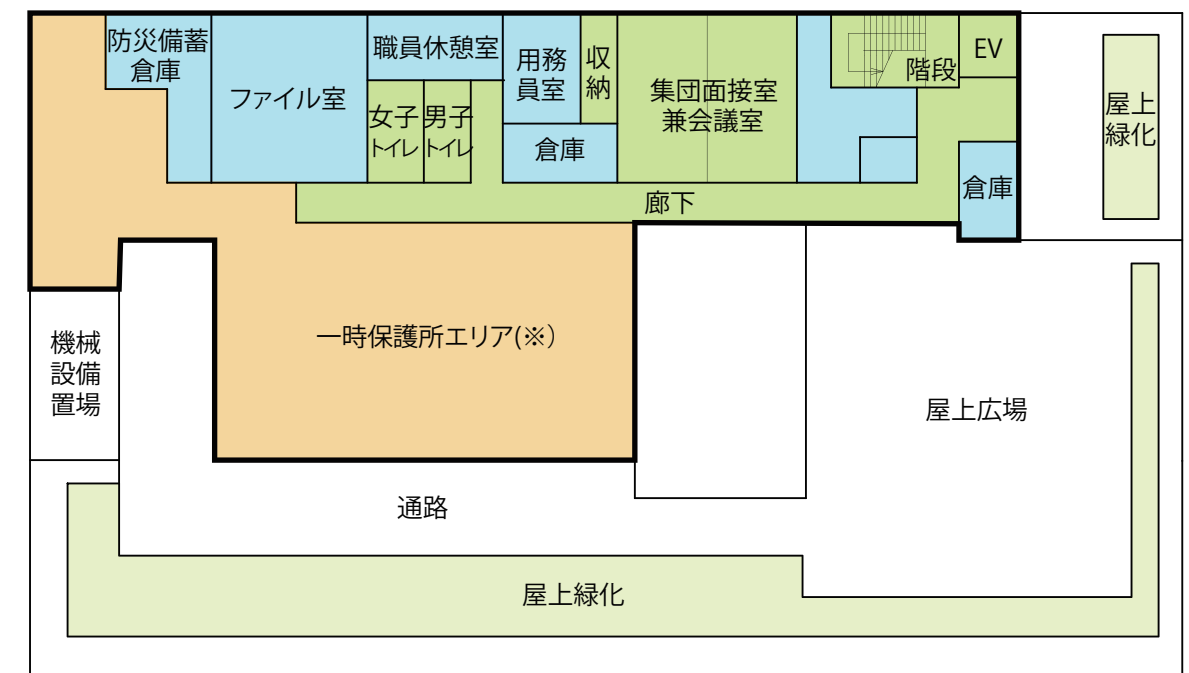 防災備蓄
倉庫
ファイル室
職員休憩室
女子
トイレ
男子
トイレ
用務
員室
収
納
倉庫
集団面接室
兼会議室
階段
EV
倉庫
廊下
屋上
緑化
一時保護所エリア(※)
機械
設備
置場
屋上広場
通路
屋上緑化